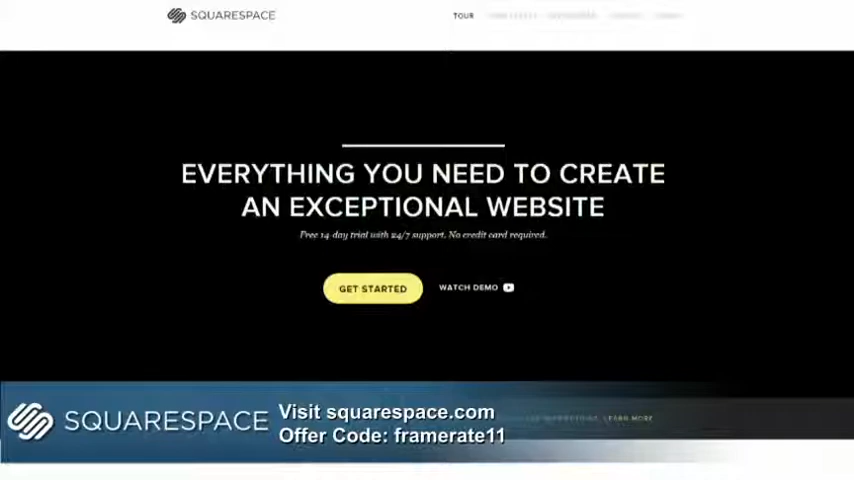 SQUARESPACE
TOUR
EVERYTHING YOU NEED TO CREATE
AN EXCEPTIONAL WEBSITE
Free 14-day trial with 24/7 support. No credit card required.
GET STARTED
WATCH DEMO
LEARN MORE
SQUARESPACE
Visit squarespace.com
Offer Code: framerate11